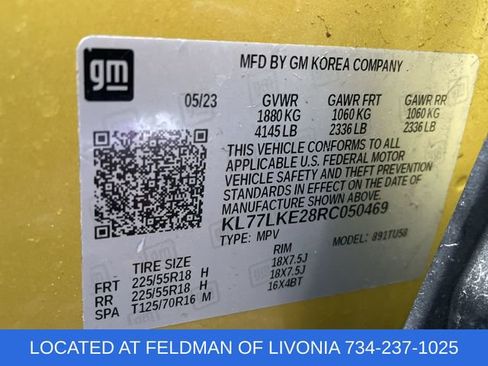 gm
MFD BY GM KOREA COMPANY
05/23 GVWR GAWR FRT GAWR RR
1880 KG 1060 KG 1060 KG
4145 LB 2336 LB 2336 LB
THIS VEHICLE CONFORMS TO ALL
APPLICABLE U.S. FEDERAL MOTOR
VEHICLE SAFETY AND THEFT PREVENTION
STANDARDS IN EFFECT ON THE DATE OF
MANUFACTURE SHOWN ABOVE.
KL77LKE28RC050469
TYPE: MPV MODEL: 891TU58
TIRE SIZE RIM
FRT 225/55R18 H 18X7.5J
RR 225/55R18 H 18X7.5J
SPA T125/70R16 M 16X4BT
LOCATED AT FELDMAN OF LIVONIA 734-237-1025